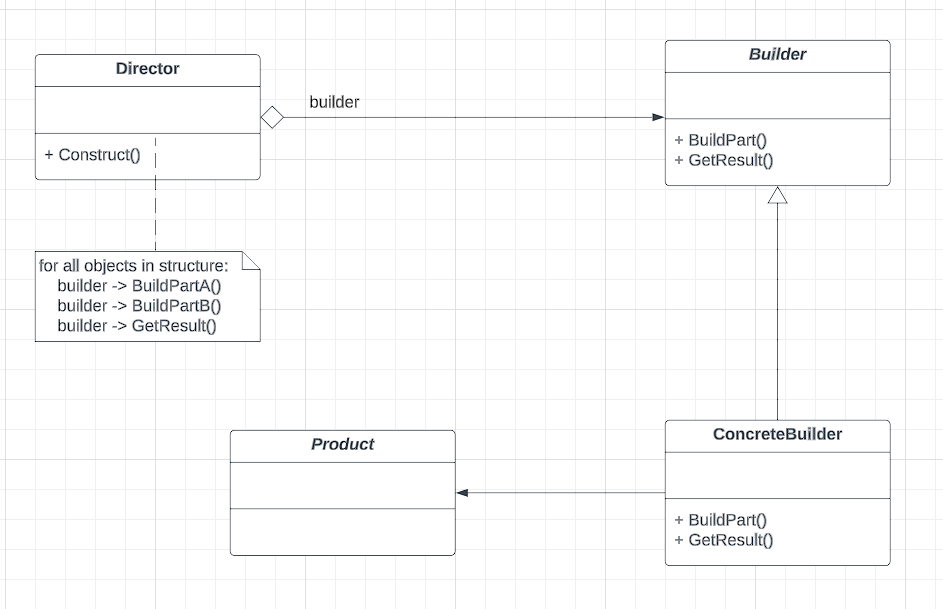 Director
+ Construct()
builder
Builder
+ BuildPart()
+ GetResult()
for all objects in structure:
builder -> BuildPartA()
builder -> BuildPartB()
builder -> GetResult()
Product
ConcreteBuilder
+ BuildPart()
+ GetResult()